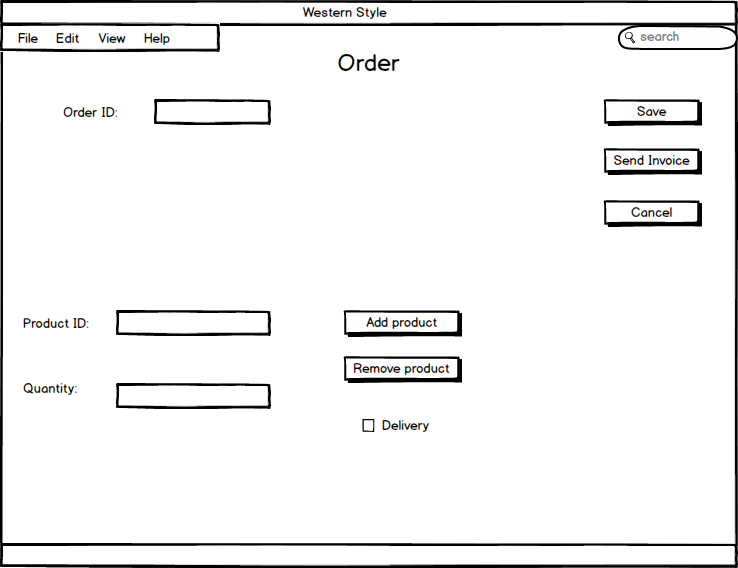 Western Style
File Edit View Help
search
Order
Order ID:
Save
Send Invoice
Cancel
Product ID:
Add product
Remove product
Quantity:
Delivery